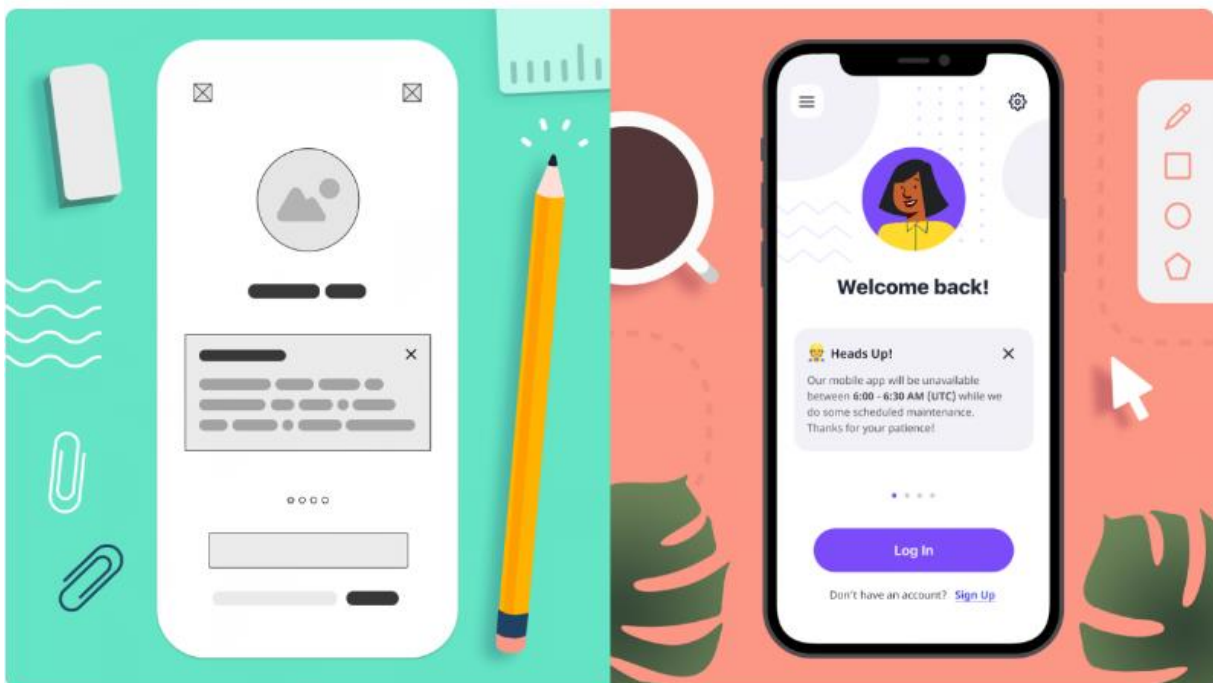 Welcome back!
Heads Up!
Our mobile app will be unavailable
between 6:00 - 6:30 AM (UTC) while we
do some scheduled maintenance.
Thanks for your patience!
Log In
Don't have an account? Sign Up